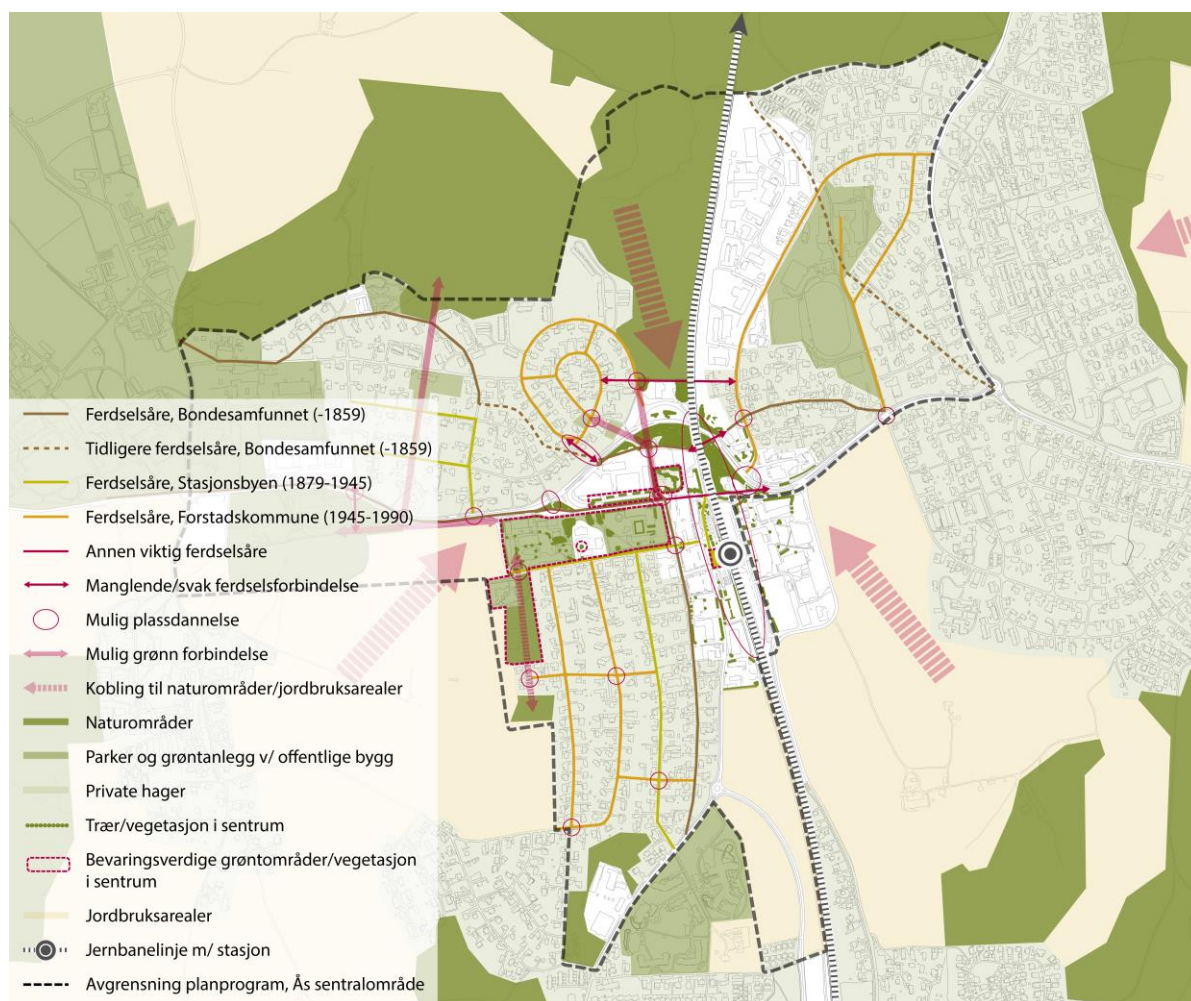 Ferdselsåre, Bondesamfunnet (-1859)
Tidligere ferdselsåre, Bondesamfunnet (-1859)
Ferdselsåre, Stasjonsbyen (1879-1945)
Ferdselsåre, Forstadskommune (1945-1990)
Annen viktig ferdselsåre
Manglende/svak ferdselsforbindelse
Mulig plassdannelse
Mulig grønn forbindelse
Kobling til naturområder/jordbruksarealer
Naturområder
Parker og grøntanlegg v/ offentlige bygg
Private hager
Trær/vegetasjon i sentrum
Bevaringsverdige grøntområder/vegetasjon
i sentrum
Jordbruksarealer
Jernbanelinje m/ stasjon
Avgrensning planprogram, Ås sentralområde